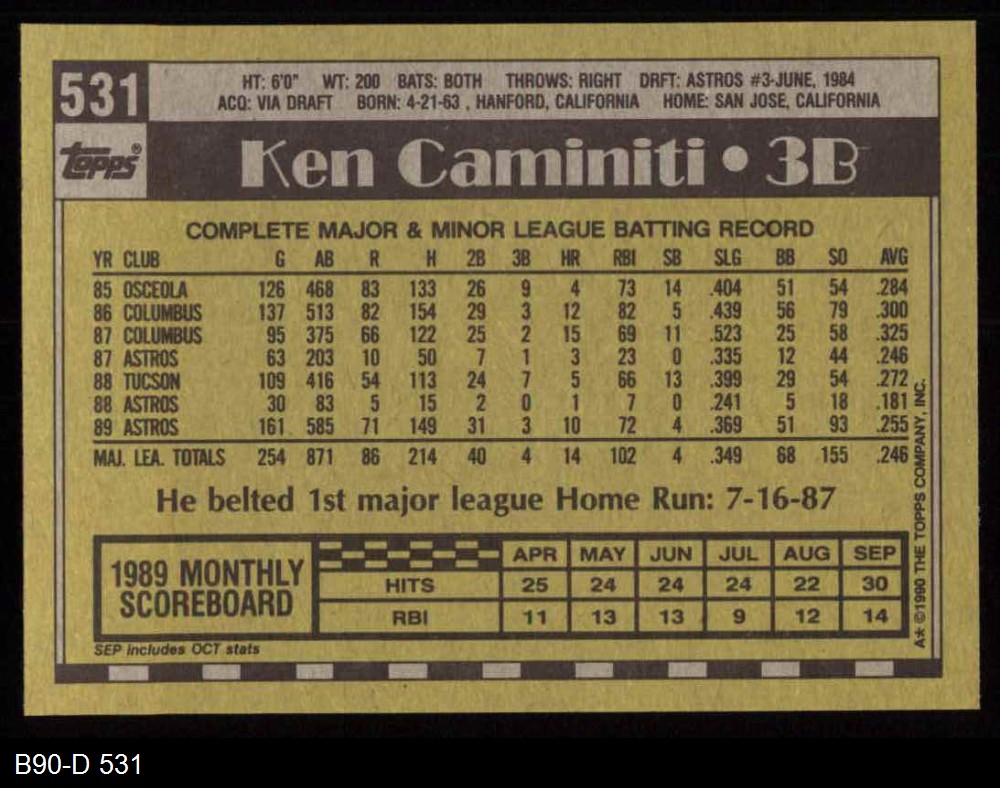 531
HT: 6'0" WT: 200 BATS: BOTH THROWS: RIGHT DRFT: ASTROS #3-JUNE, 1984
ACQ: VIA DRAFT BORN: 4-21-63 , HANFORD, CALIFORNIA HOME: SAN JOSE, CALIFORNIA
topps®
Ken Caminiti • 3B
COMPLETE MAJOR & MINOR LEAGUE BATTING RECORD
YR CLUB G AB R H 2B 3B HR RBI SB SLG BB SO AVG
85 OSCEOLA 126 468 83 133 26 9 4 73 14 .404 51 54 .284
86 COLUMBUS 137 513 82 154 29 3 12 82 5 .439 56 79 .300
87 COLUMBUS 95 375 66 122 25 2 15 69 11 .523 25 58 .325
87 ASTROS 63 203 10 50 7 1 3 23 0 .335 12 44 .246
88 TUCSON 109 416 54 113 24 7 5 66 13 .399 29 54 .272
88 ASTROS 30 83 5 15 2 0 1 7 0 .241 5 18 .181
89 ASTROS 161 585 71 149 31 3 10 72 4 .369 51 93 .255
MAJ. LEA. TOTALS 254 871 86 214 40 4 14 102 4 .349 68 155 .246
He belted 1st major league Home Run: 7-16-87
1989 MONTHLY
SCOREBOARD
APR MAY JUN JUL AUG SEP
HITS 25 24 24 24 22 30
RBI 11 13 13 9 12 14
SEP includes OCT stats
A* ©1990 THE TOPPS COMPANY, INC.
B90-D 531